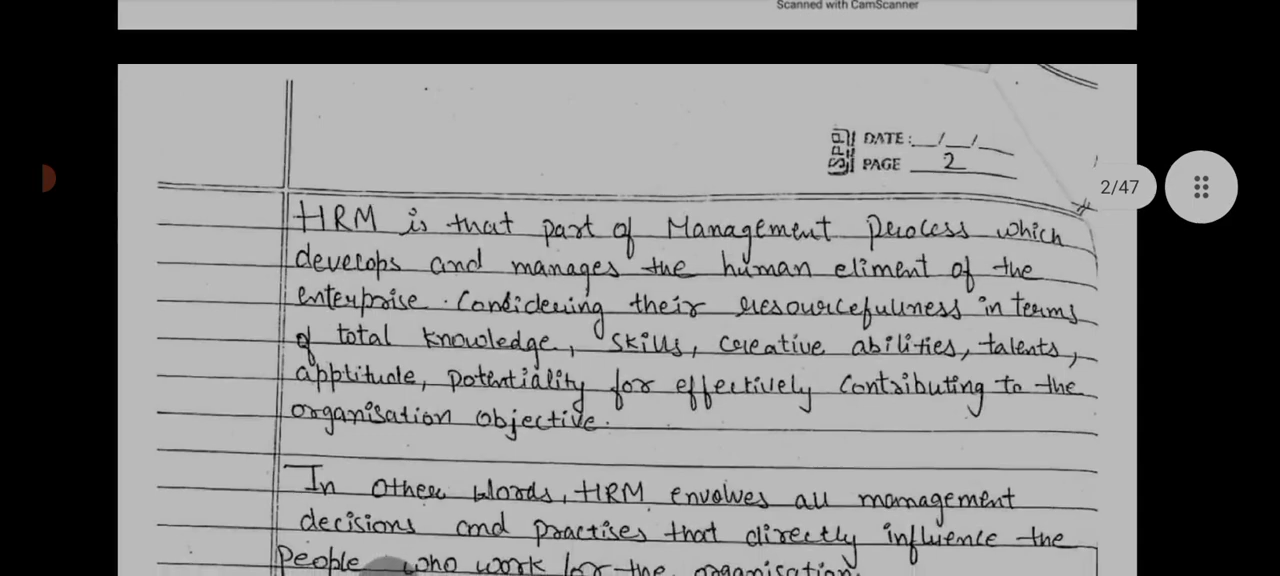 Scanned with CamScanner
DATE: __/__/__
PAGE 2
2/47
HRM is that part of Management Process which
develops and manages the human eliment of the
enterprise. Considering their resourcefullness in terms
of total knowledge, skills, creative abilities, talents,
apptitude, potentiality for effectively contributing to the
organisation objective.
In other words, HRM envolves all management
decisions and practises that directly influence the
people who work for the organisation.